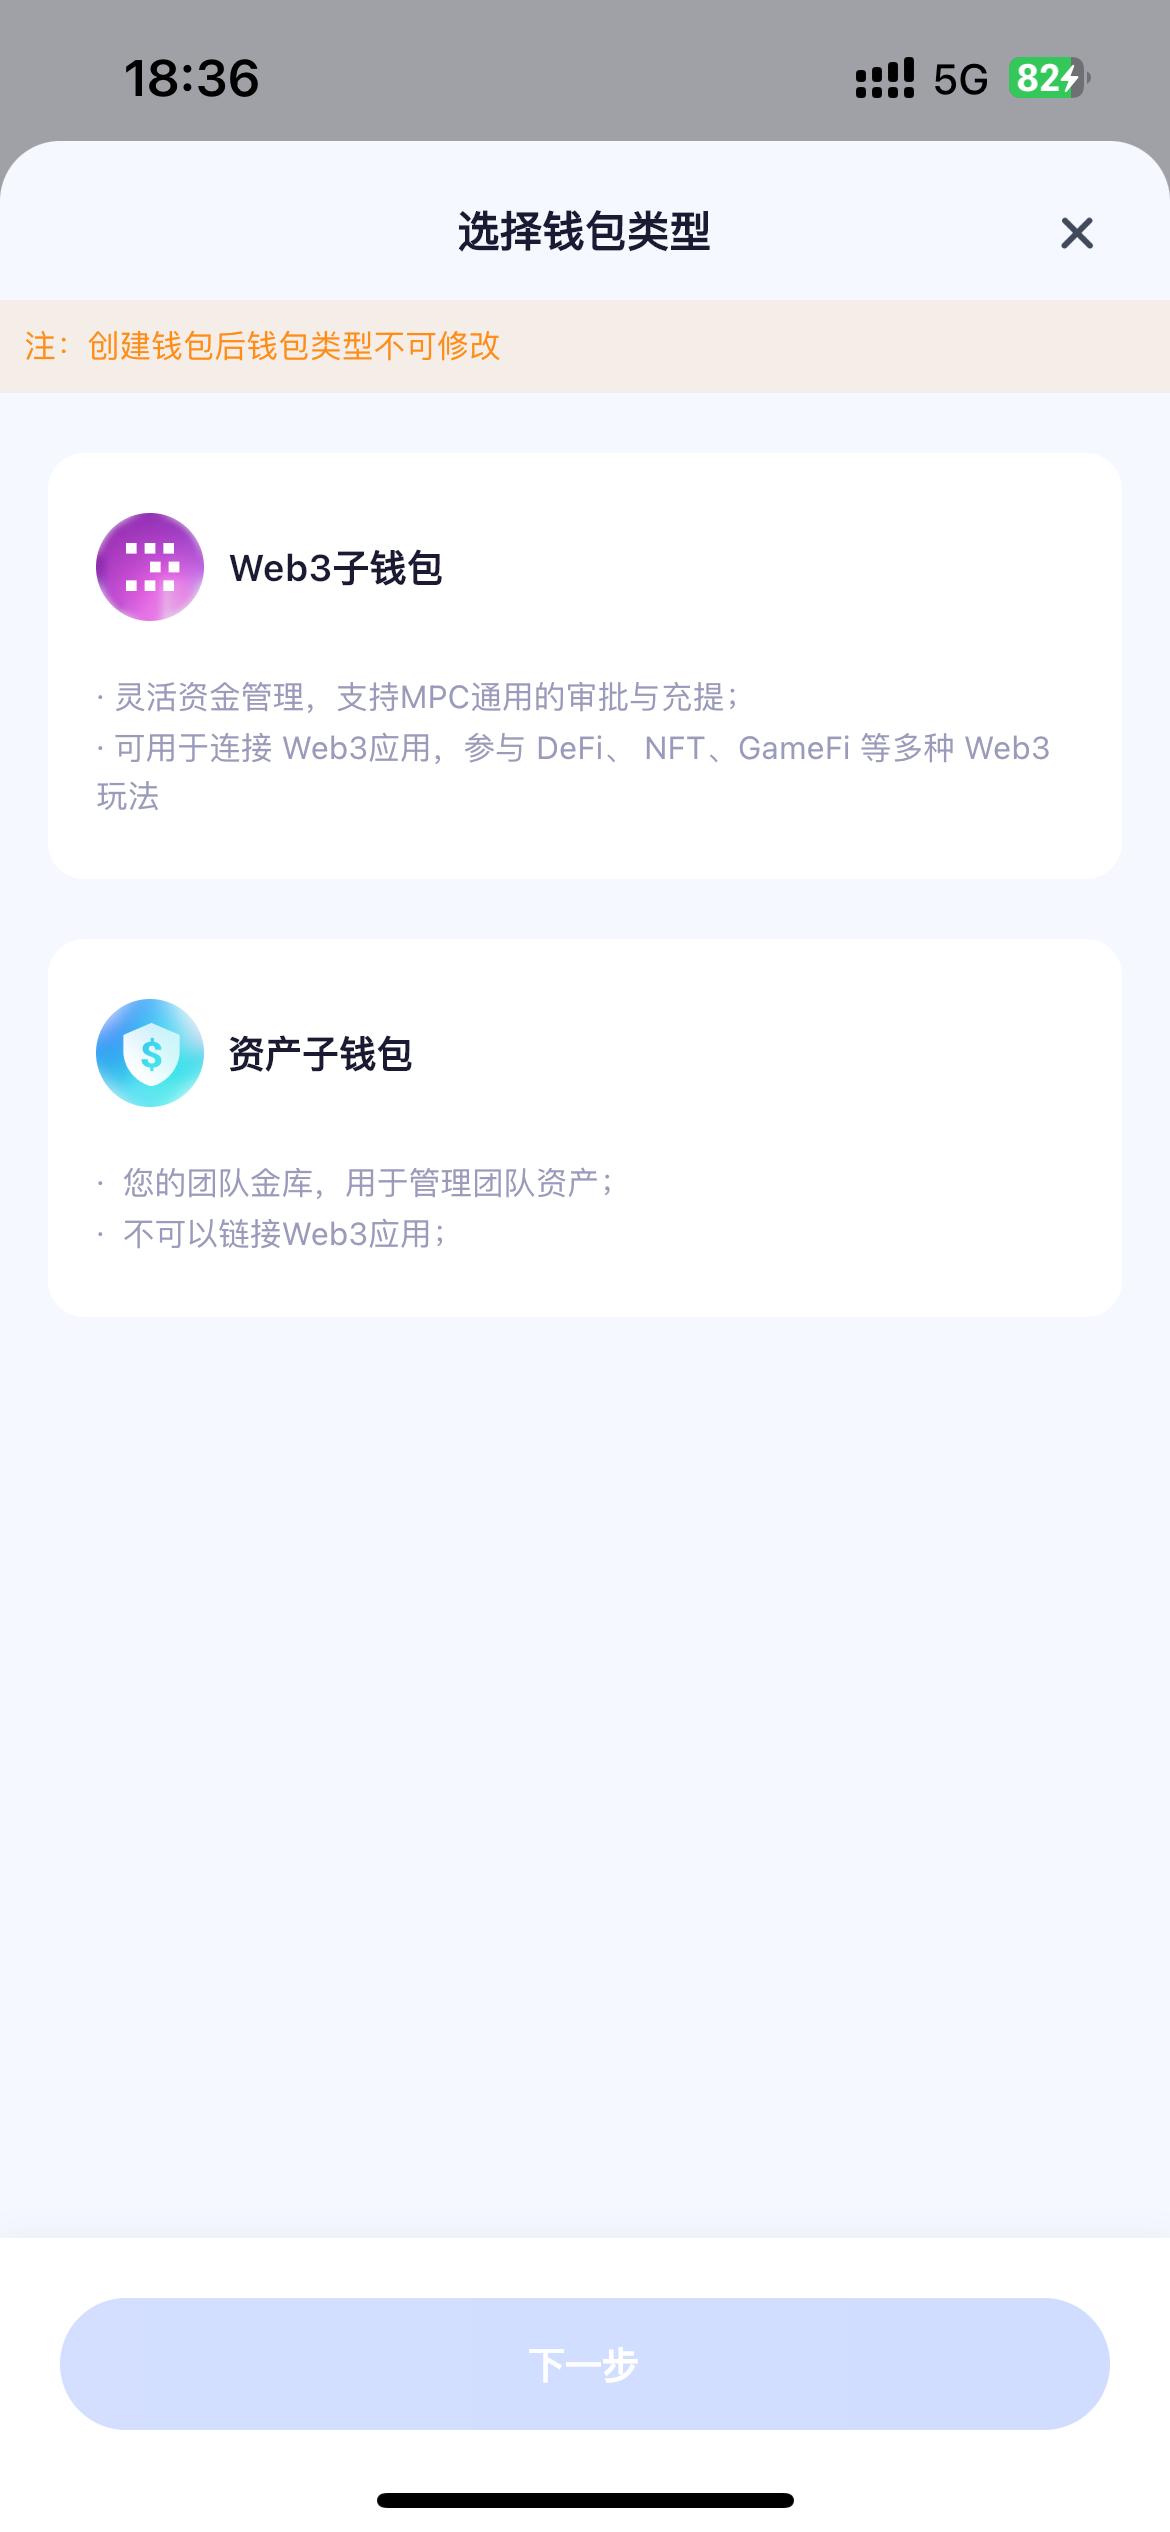 18:36
5G
82
选择钱包类型
注：创建钱包后钱包类型不可修改
Web3子钱包
· 灵活资金管理，支持MPC通用的审批与充提；
· 可用于连接 Web3应用，参与 DeFi、 NFT、GameFi 等多种 Web3
玩法
$
资产子钱包
· 您的团队金库，用于管理团队资产；
· 不可以链接Web3应用；
下一步